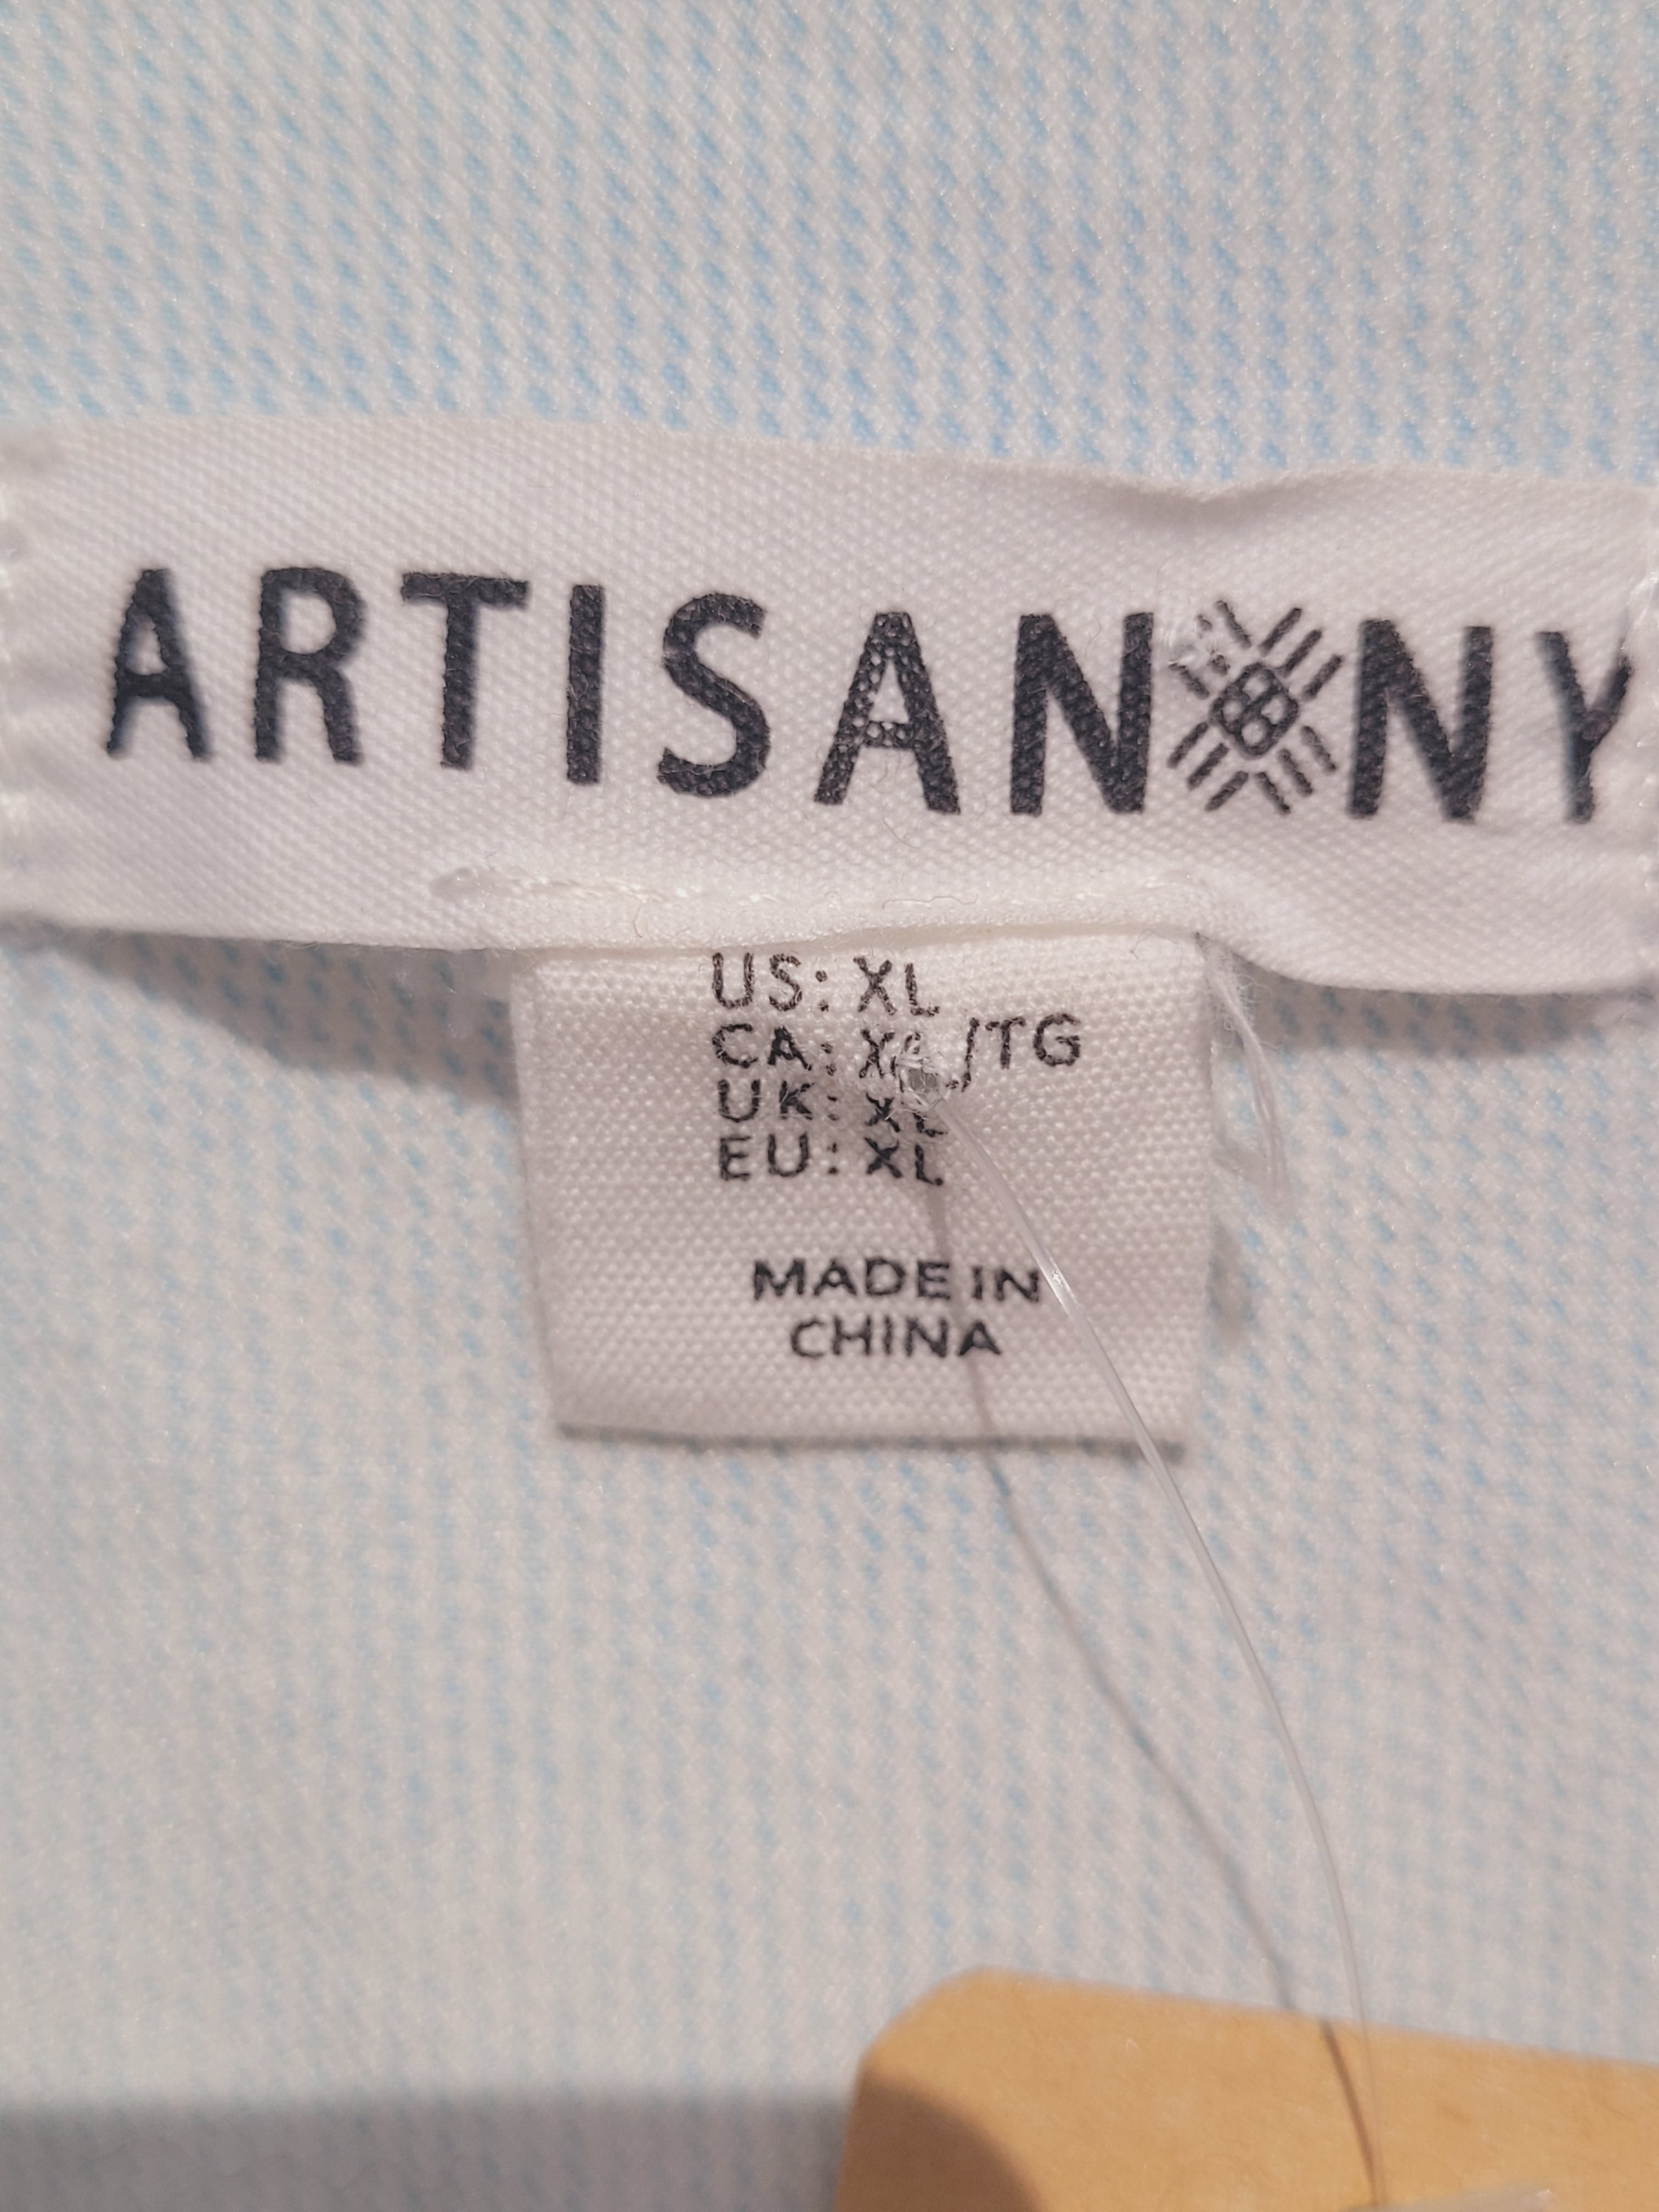 ARTISAN NY
US: XL
CA: XL/TG
UK: XL
EU: XL
MADE IN
CHINA